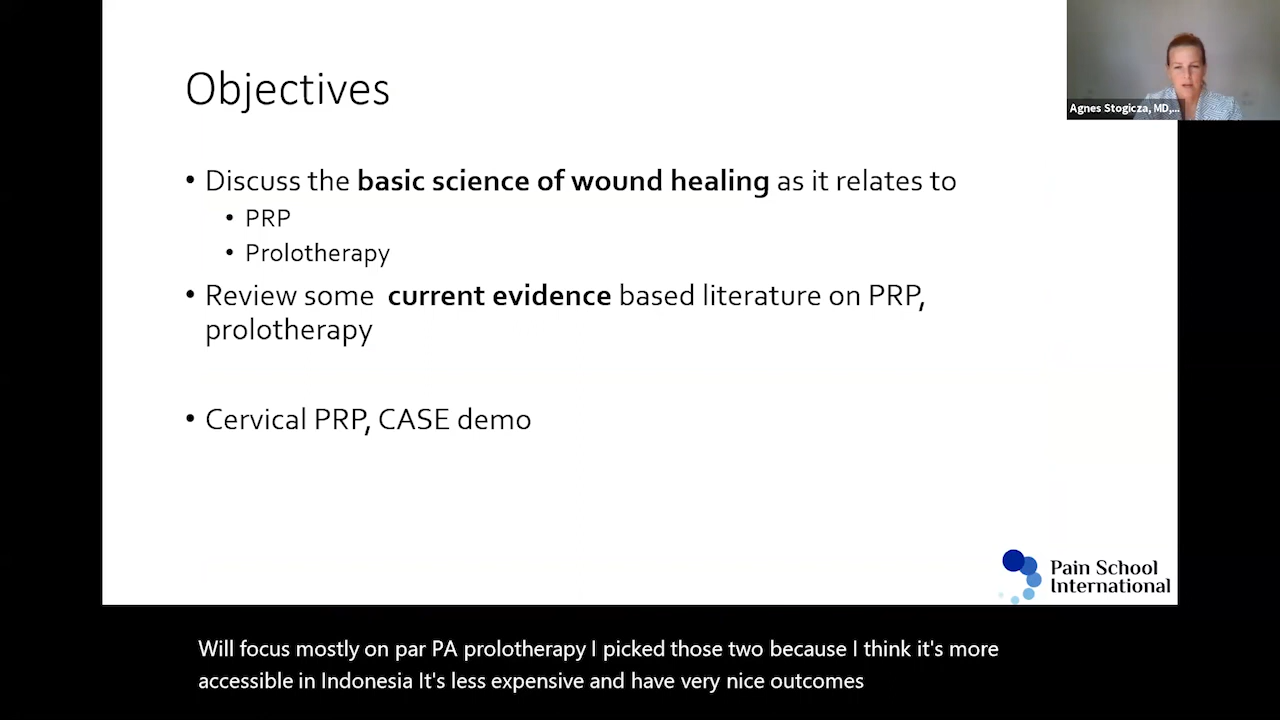 Objectives
Agnes Stogicza, MD,...
• Discuss the basic science of wound healing as it relates to
• PRP
• Prolotherapy
• Review some current evidence based literature on PRP,
prolotherapy
• Cervical PRP, CASE demo
Pain School
International
Will focus mostly on par PA prolotherapy I picked those two because I think it's more
accessible in Indonesia It's less expensive and have very nice outcomes